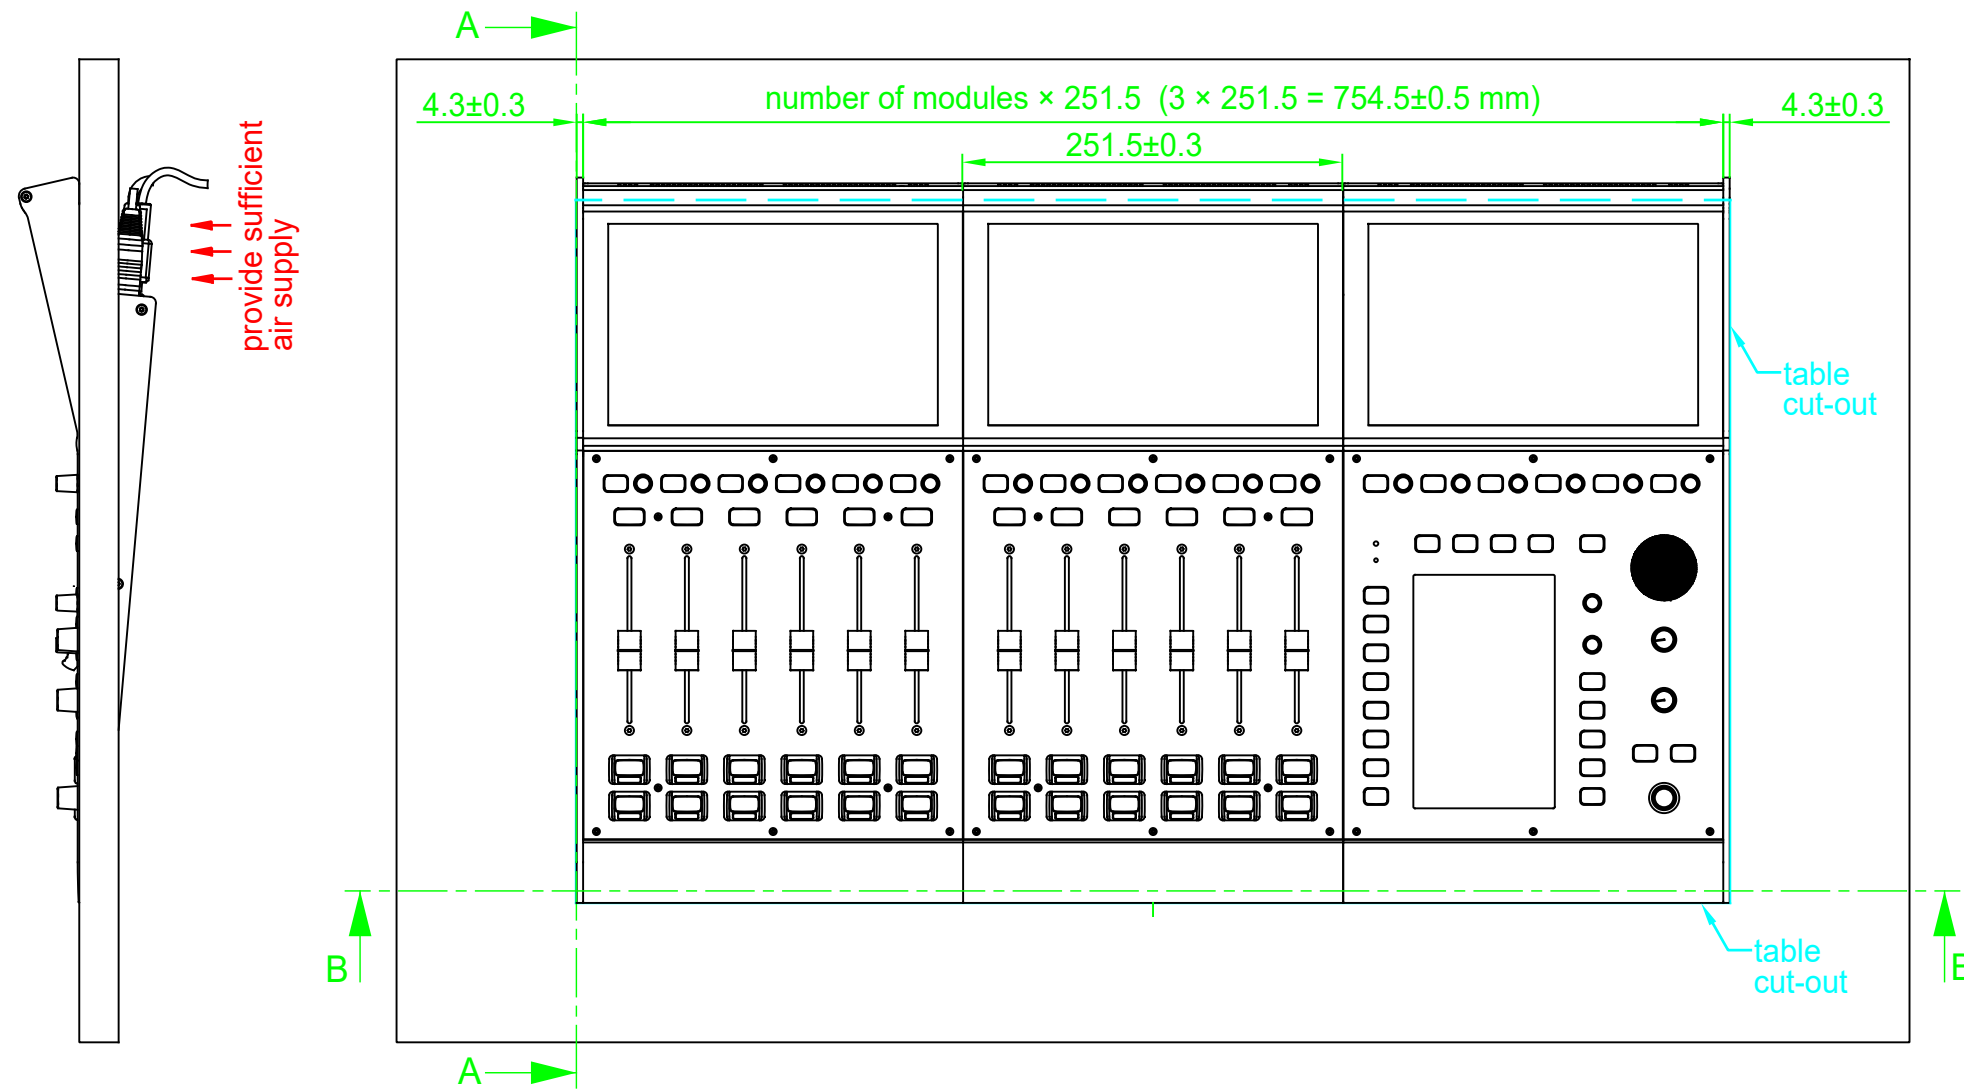 A
number of modules × 251.5  (3 × 251.5 = 754.5±0.5 mm)
4.3±0.3
4.3±0.3
251.5±0.3
provide sufficient
air supply
table
cut-out
B
table
cut-out
A